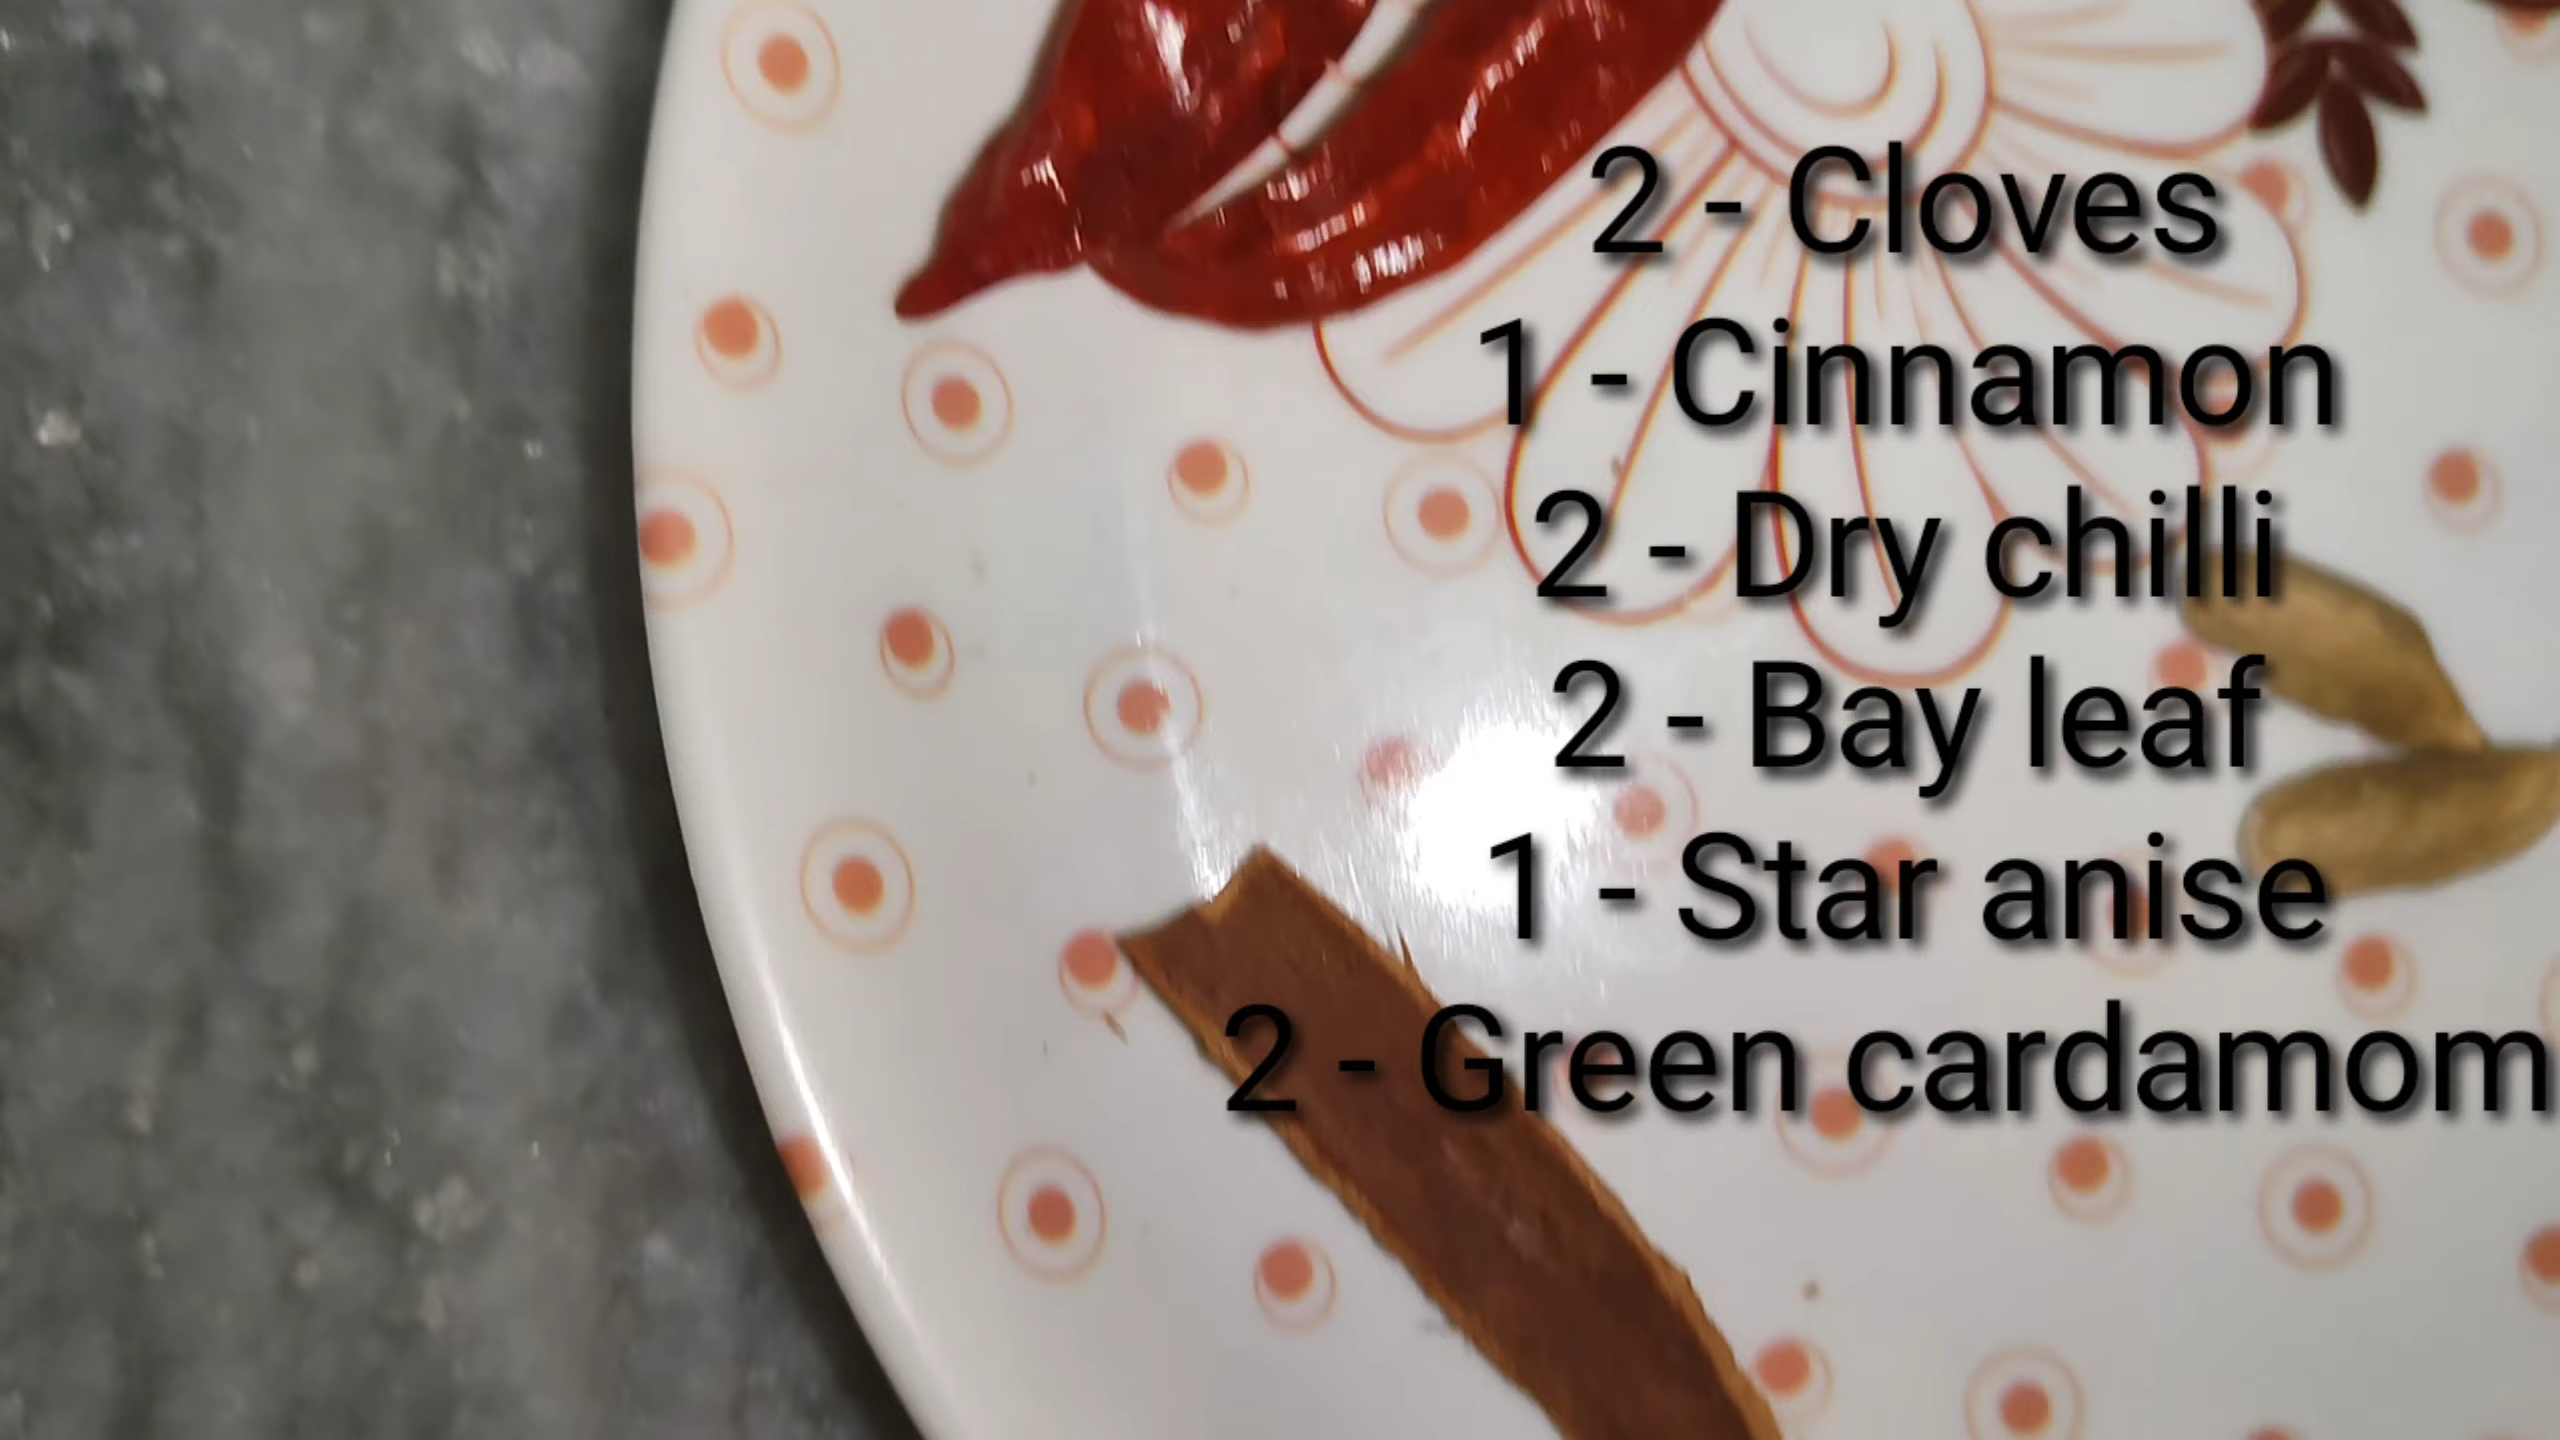 2 - Cloves
1 - Cinnamon
2 - Dry chilli
2 - Bay leaf
1 - Star anise
2 - Green cardamom